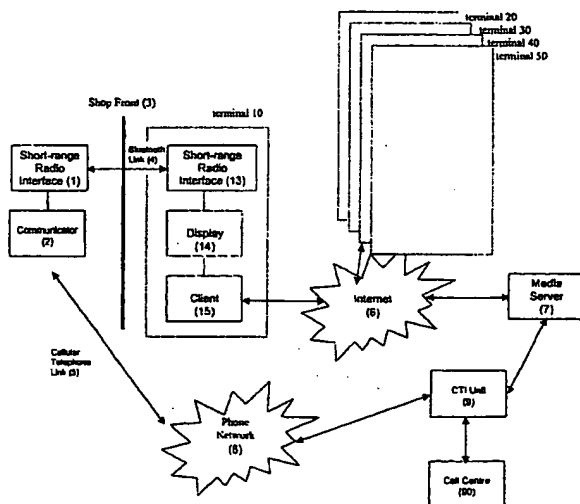 terminal 20
terminal 30
terminal 40
terminal 50
Shop Front (3)
terminal 10
Bluetooth
Link (4)
Short-range
Radio
Interface (1)
Short-range
Radio
Interface (13)
Communicator
(2)
Display
(14)
Client
(15)
Internet
(6)
Media
Server
(7)
Cellular
Telephone
Link (5)
CTI Unit
(9)
Phone
Network
(8)
Call Centre
(90)